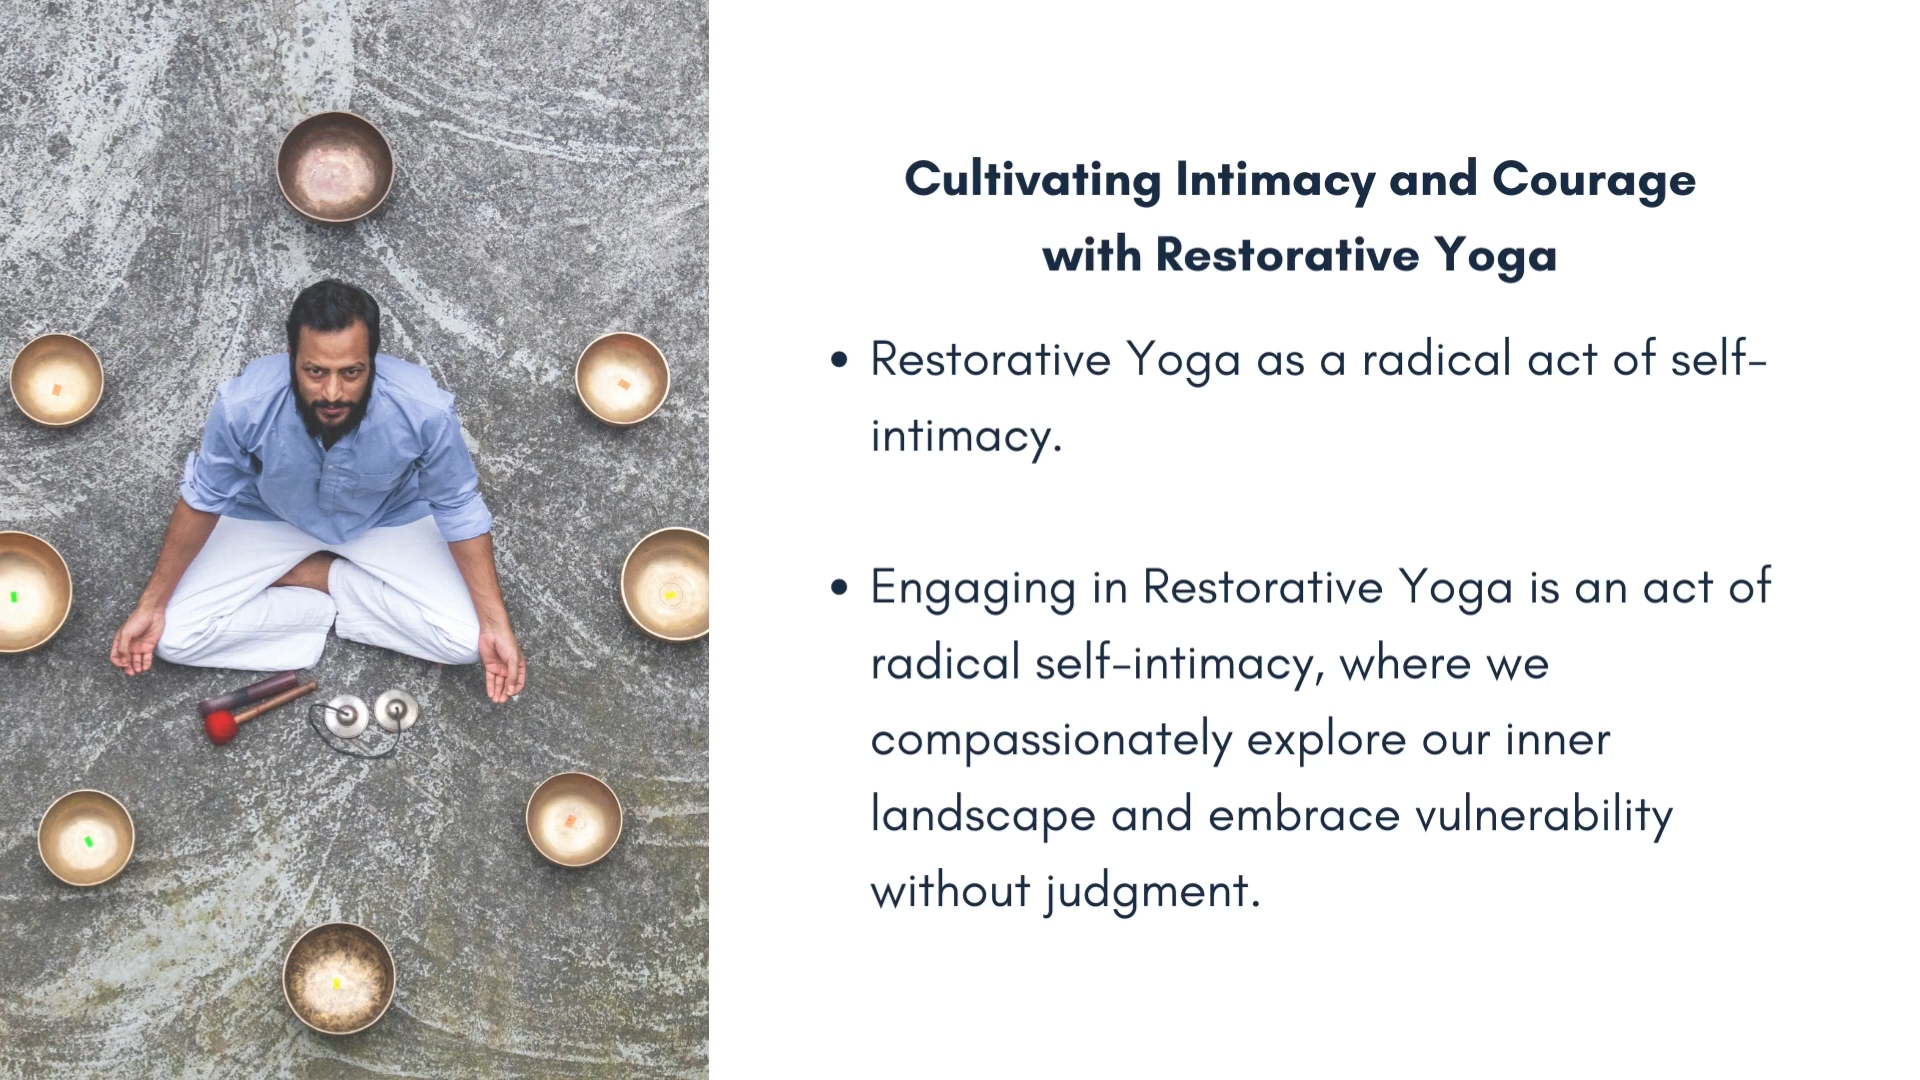 Cultivating Intimacy and Courage
with Restorative Yoga
• Restorative Yoga as a radical act of self-
intimacy.
• Engaging in Restorative Yoga is an act of
radical self-intimacy, where we
compassionately explore our inner
landscape and embrace vulnerability
without judgment.